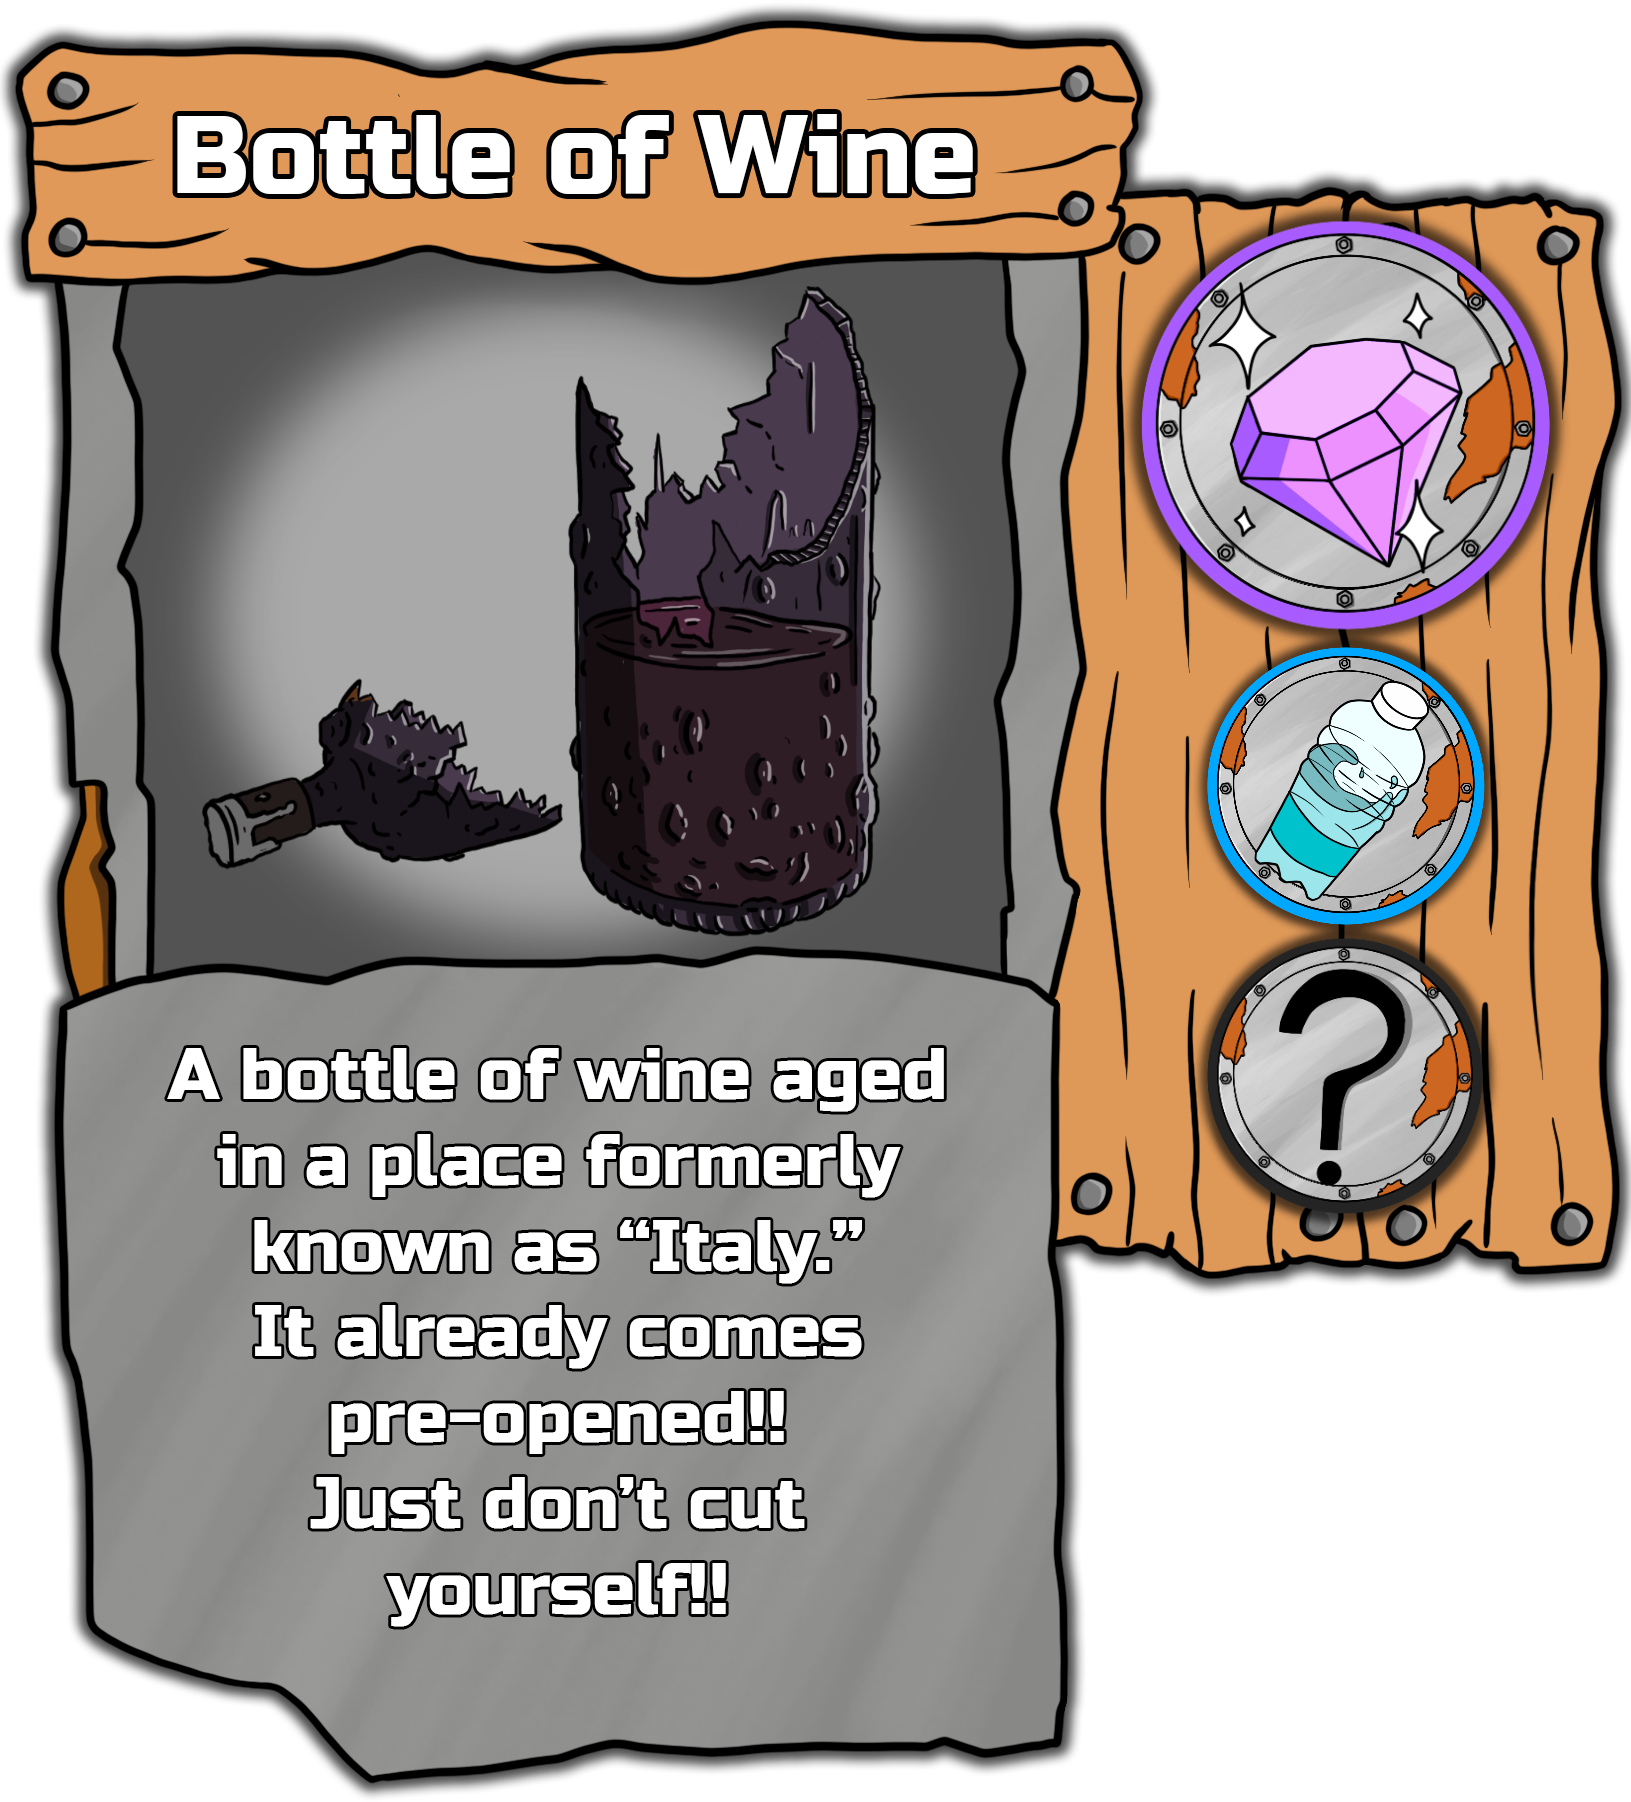 Bottle of Wine
A bottle of wine aged
in a place formerly
known as “Italy.”
It already comes
pre-opened!!
Just don’t cut
yourself!!
?